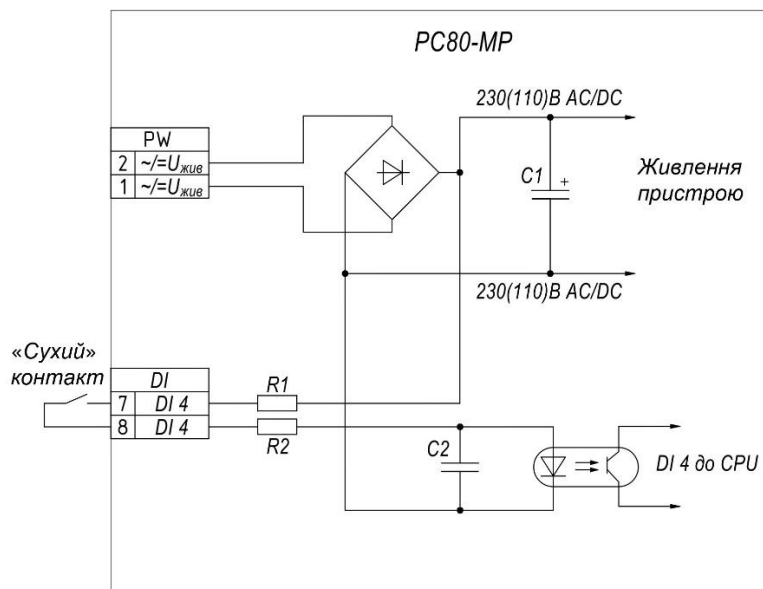 РС80-МР
230(110)В AC/DC
PW
2 ~/=Uжив
1 ~/=Uжив
C1
+
Живлення
пристрою
230(110)В AC/DC
«Сухий»
контакт
DI
7 DI 4
8 DI 4
R1
R2
C2
DI 4 до CPU